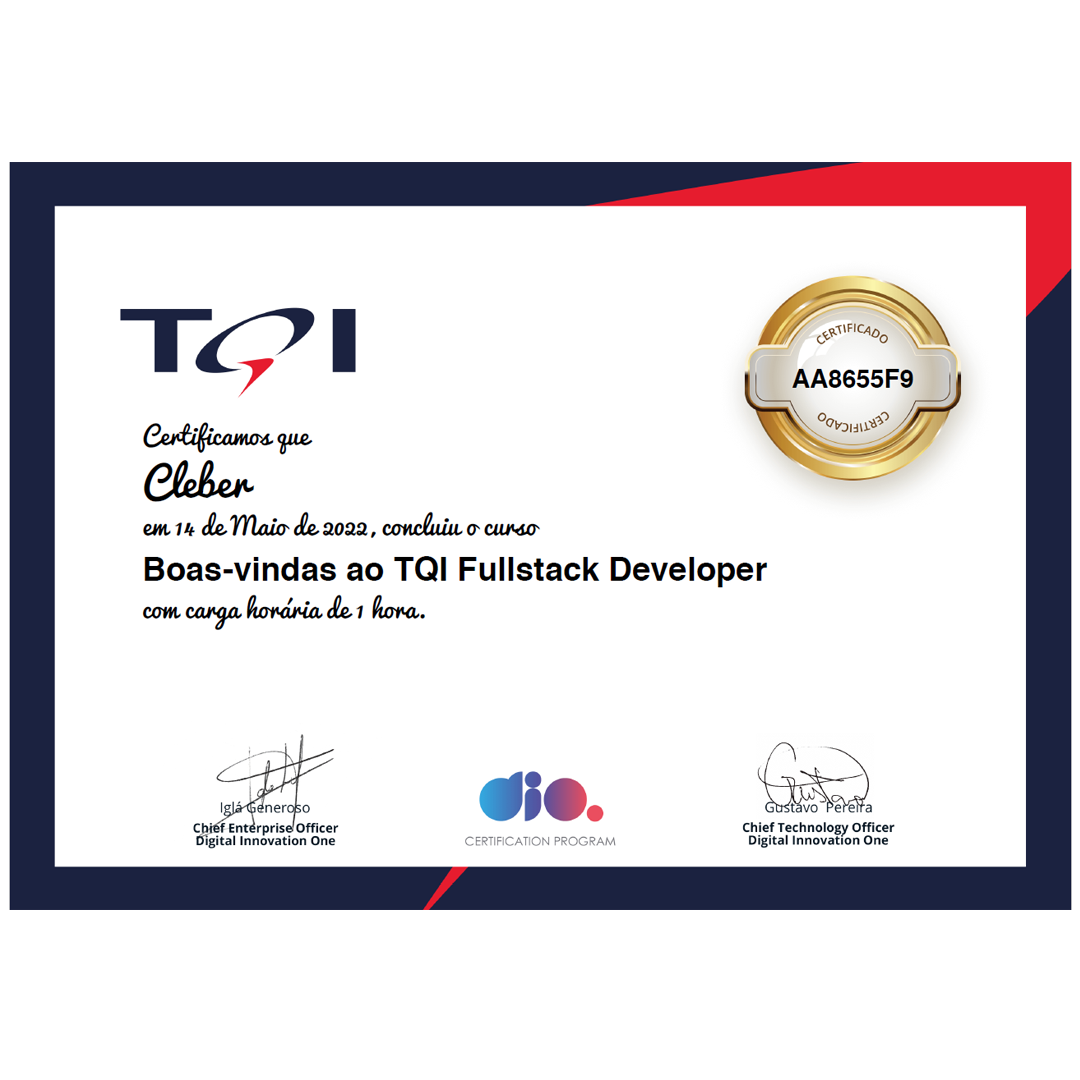 TQI
CERTIFICADO
AA8655F9
CERTIFICADO
Certificamos que
Cleber
em 14 de Maio de 2022, concluiu o curso
Boas-vindas ao TQI Fullstack Developer
com carga horária de 1 hora.
Iglá Generoso
Chief Enterprise Officer
Digital Innovation One
dio.
CERTIFICATION PROGRAM
Gustavo Pereira
Chief Technology Officer
Digital Innovation One